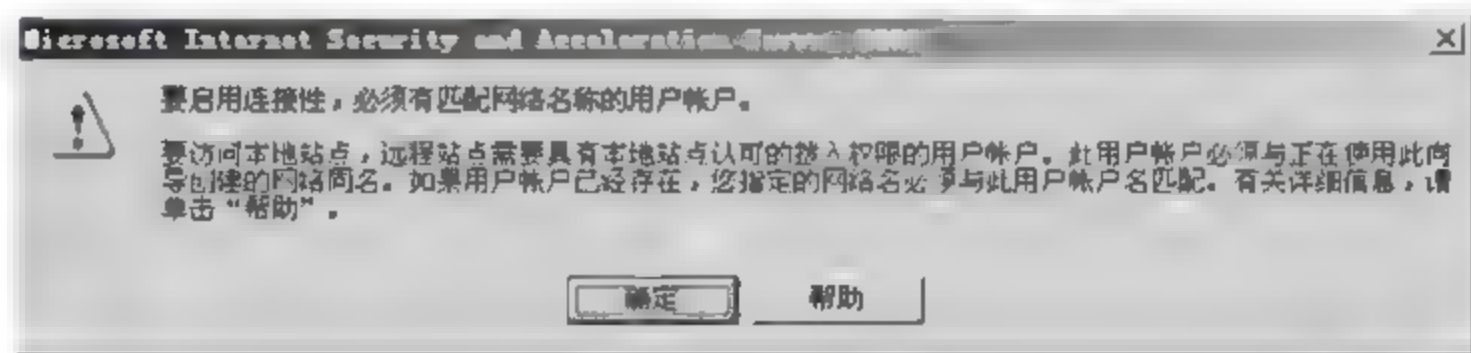 Microsoft Internet Security and Acceleration Server
要启用连接性，必须有匹配网络名称的用户帐户。
要访问本地站点，远程站点需要具有本地站点认可的拨入权限的用户帐户。此用户帐户必须与正在使用此向
导创建的网络同名。如果用户帐户已经存在，您指定的网络名必须与此用户帐户名匹配。有关详细信息，请
单击“帮助”。
确定 帮助